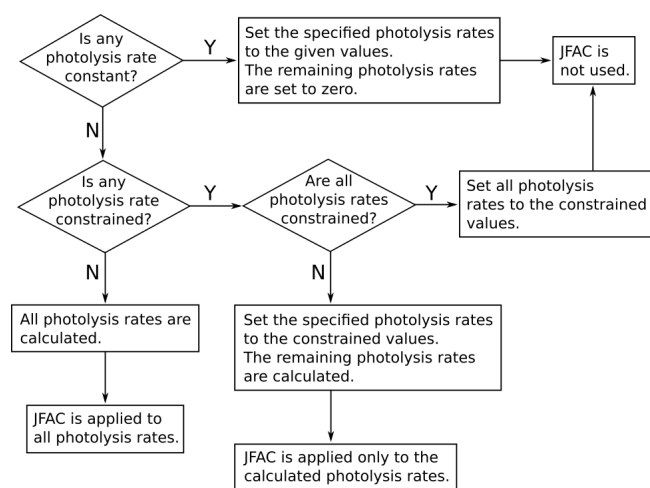 Is any
photolysis rate
constant?
Y
Set the specified photolysis rates
to the given values.
The remaining photolysis rates
are set to zero.
JFAC is
not used.
N
Is any
photolysis rate
constrained?
Y
Are all
photolysis rates
constrained?
Y
Set all photolysis
rates to the constrained
values.
N
N
All photolysis rates are
calculated.
Set the specified photolysis rates
to the constrained values.
The remaining photolysis rates
are calculated.
JFAC is applied to
all photolysis rates.
JFAC is applied only to the
calculated photolysis rates.